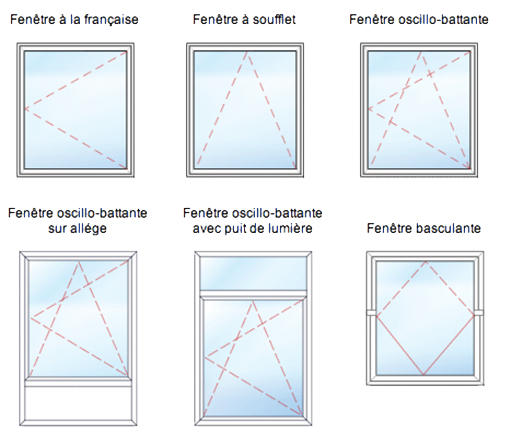 Fenêtre à la française
Fenêtre à soufflet
Fenêtre oscillo-battante
Fenêtre oscillo-battante
sur allége
Fenêtre oscillo-battante
avec puit de lumière
Fenêtre basculante